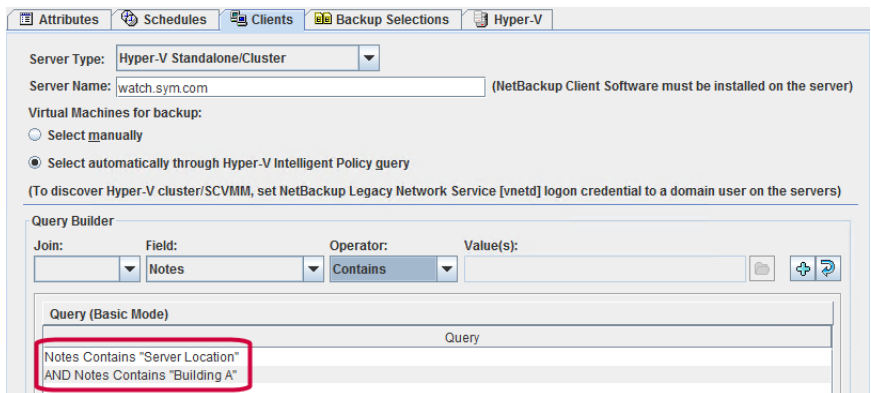 Attributes Schedules Clients Backup Selections Hyper-V
Server Type: Hyper-V Standalone/Cluster
Server Name: watch.sym.com (NetBackup Client Software must be installed on the server)
Virtual Machines for backup:
Select manually
Select automatically through Hyper-V Intelligent Policy query
(To discover Hyper-V cluster/SCVMM, set NetBackup Legacy Network Service [vnetd] logon credential to a domain user on the servers)
Query Builder
Join: Field: Operator: Value(s):
Notes Contains
Query (Basic Mode)
Query
Notes Contains "Server Location"
AND Notes Contains "Building A"